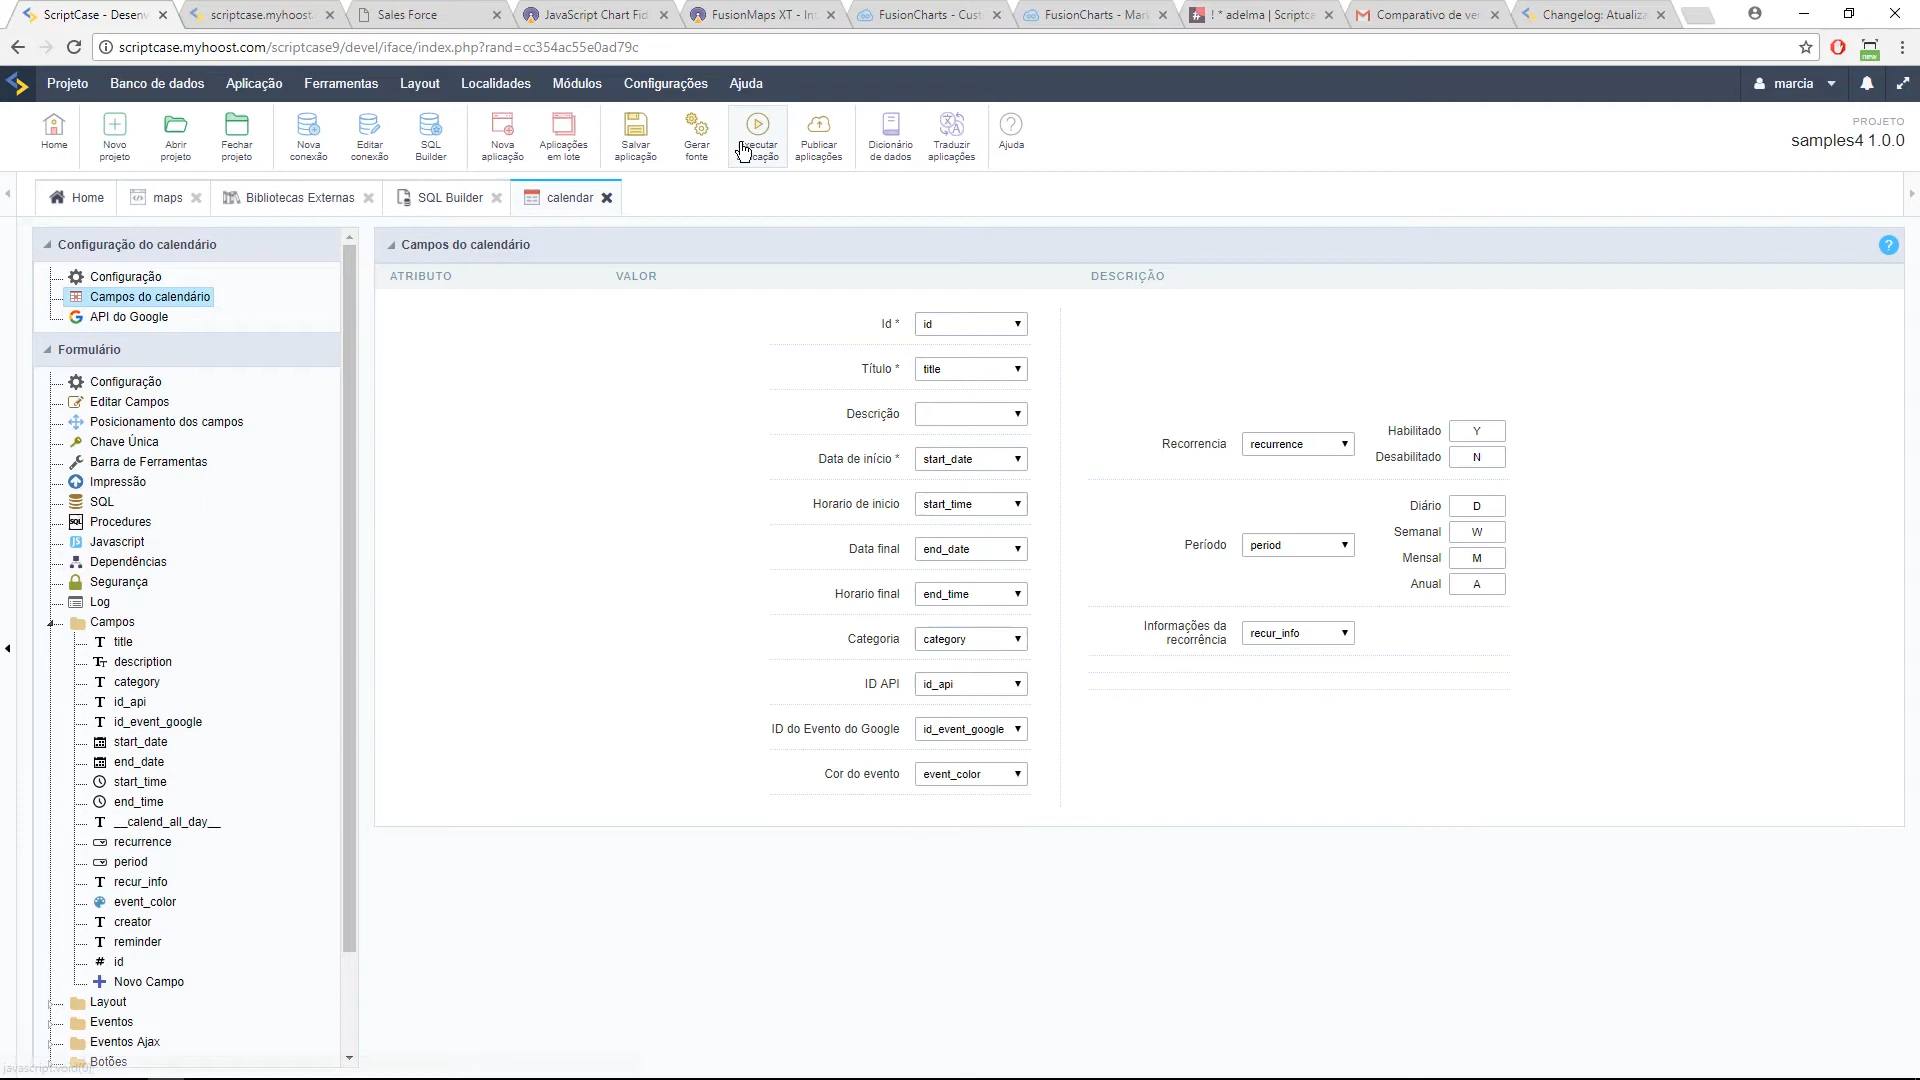 ScriptCase - Desenv
scriptcase.myhoost
Sales Force
JavaScript Chart Fid
FusionMaps XT - Int
FusionCharts - Cust
FusionCharts - Mark
! * adelma | Scriptca
Comparativo de ver
Changelog: Atualiza
scriptcase.myhoost.com/scriptcase9/devel/iface/index.php?rand=cc354ac55e0ad79c
new
Projeto
Banco de dados
Aplicação
Ferramentas
Layout
Localidades
Módulos
Configurações
Ajuda
marcia
Home
Novo
projeto
Abrir
projeto
Fechar
projeto
Nova
conexão
Editar
conexão
SQL
Builder
Nova
aplicação
Aplicações
em lote
Salvar
aplicação
Gerar
fonte
Publicar
aplicações
Dicionário
de dados
Traduzir
aplicações
Ajuda
PROJETO
samples4 1.0.0
Home
maps
Bibliotecas Externas
SQL Builder
calendar
Configuração do calendário
Configuração
Campos do calendário
API do Google
Formulário
Configuração
Editar Campos
Posicionamento dos campos
Chave Única
Barra de Ferramentas
Impressão
SQL
Procedures
Javascript
Dependências
Segurança
Log
Campos
title
description
category
id_api
id_event_google
start_date
end_date
start_time
end_time
__calend_all_day__
recurrence
period
recur_info
event_color
creator
reminder
id
Novo Campo
Layout
Eventos
Eventos Ajax
Botões
javascript:void(0);
Campos do calendário
?
ATRIBUTO
VALOR
DESCRIÇÃO
Id * id
Título * title
Descrição
Data de início * start_date
Horario de inicio start_time
Data final end_date
Horario final end_time
Categoria category
ID API id_api
ID do Evento do Google id_event_google
Cor do evento event_color
Recorrencia recurrence
Habilitado Y
Desabilitado N
Período period
Diário D
Semanal W
Mensal M
Anual A
Informações da
recorrência
recur_info